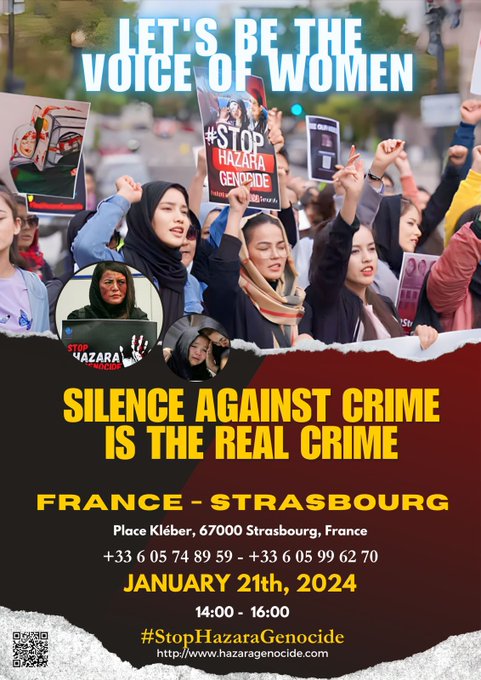 LET'S BE THE
VOICE OF WOMEN
#STOP
HAZARA
GENOCIDE
STOP
HAZARA
GENOCIDE
SILENCE AGAINST CRIME
IS THE REAL CRIME
FRANCE - STRASBOURG
Place Kléber, 67000 Strasbourg, France
+33 6 05 74 89 59 - +33 6 05 99 62 70
JANUARY 21th, 2024
14:00 - 16:00
#StopHazaraGenocide
http://www.hazaragenocide.com